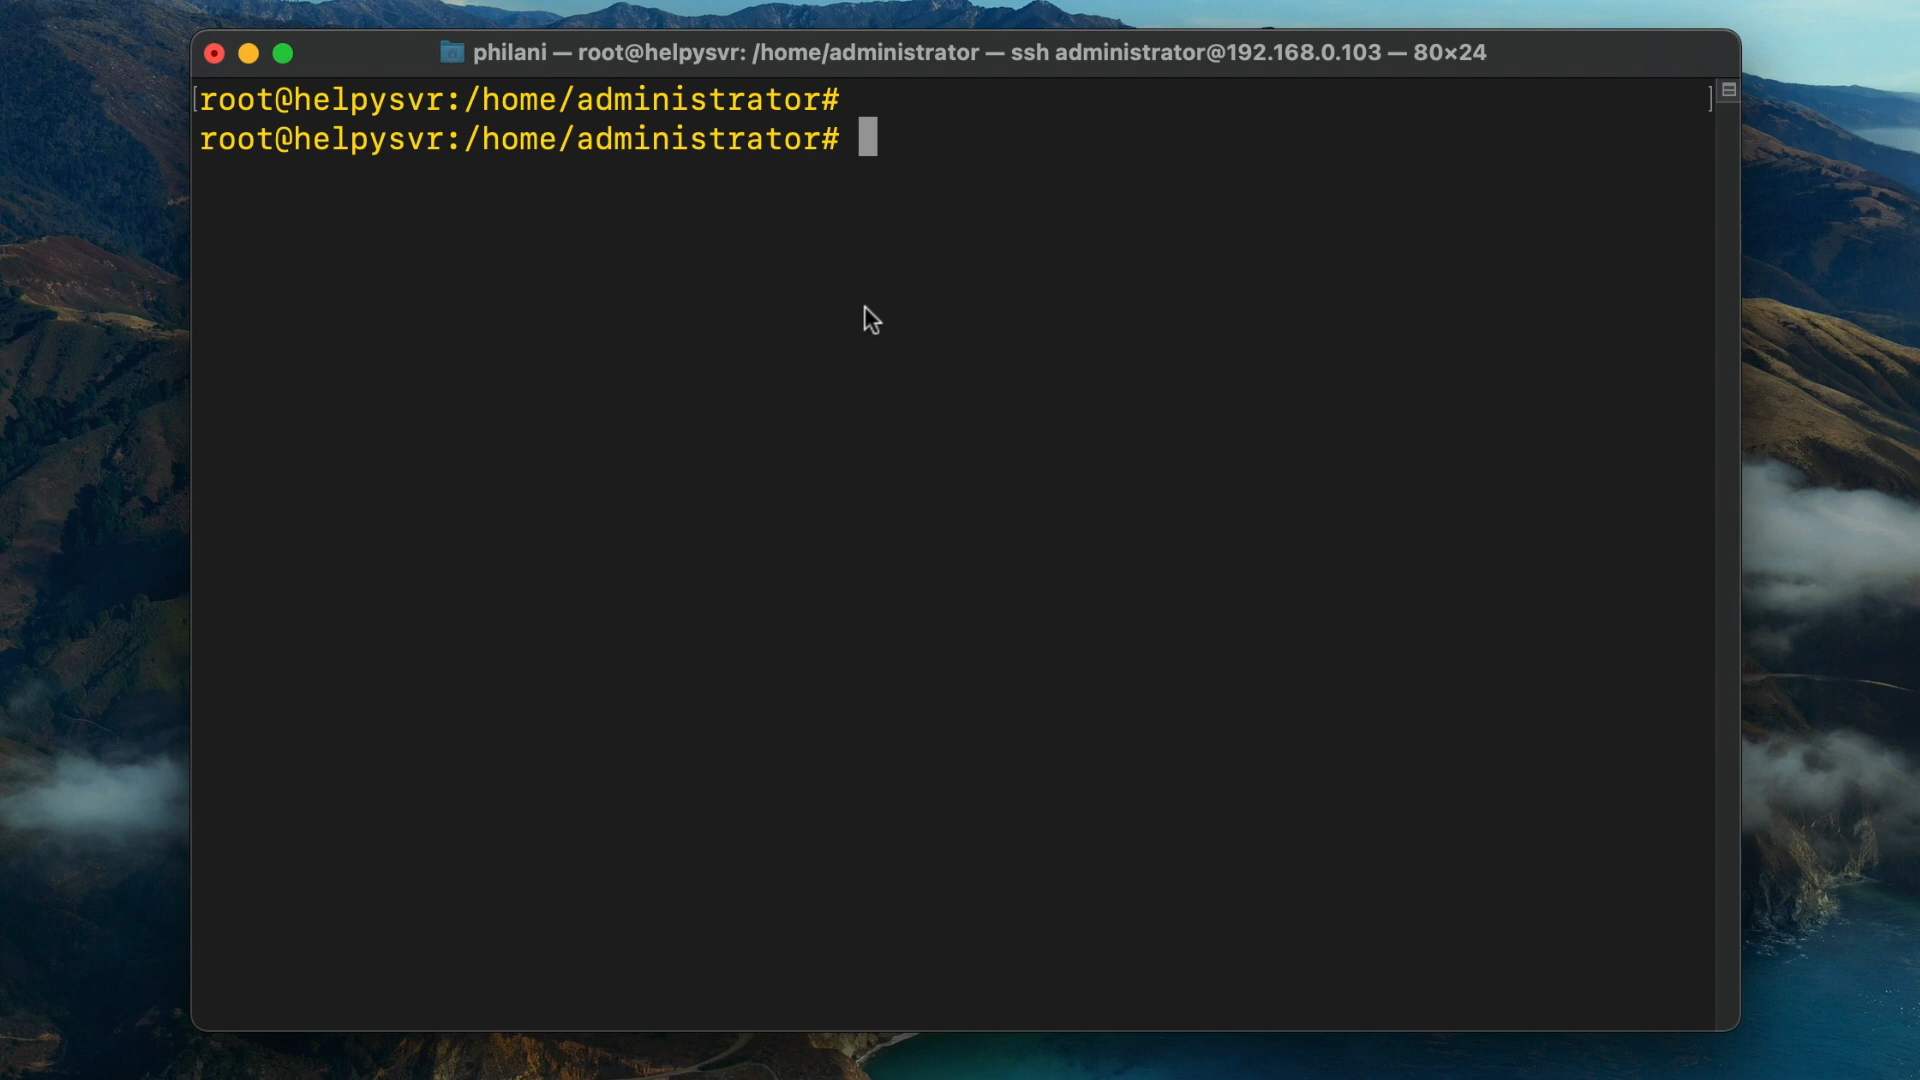 philani — root@helpysvr: /home/administrator — ssh administrator@192.168.0.103 — 80×24
[root@helpysvr:/home/administrator# ]
root@helpysvr:/home/administrator#